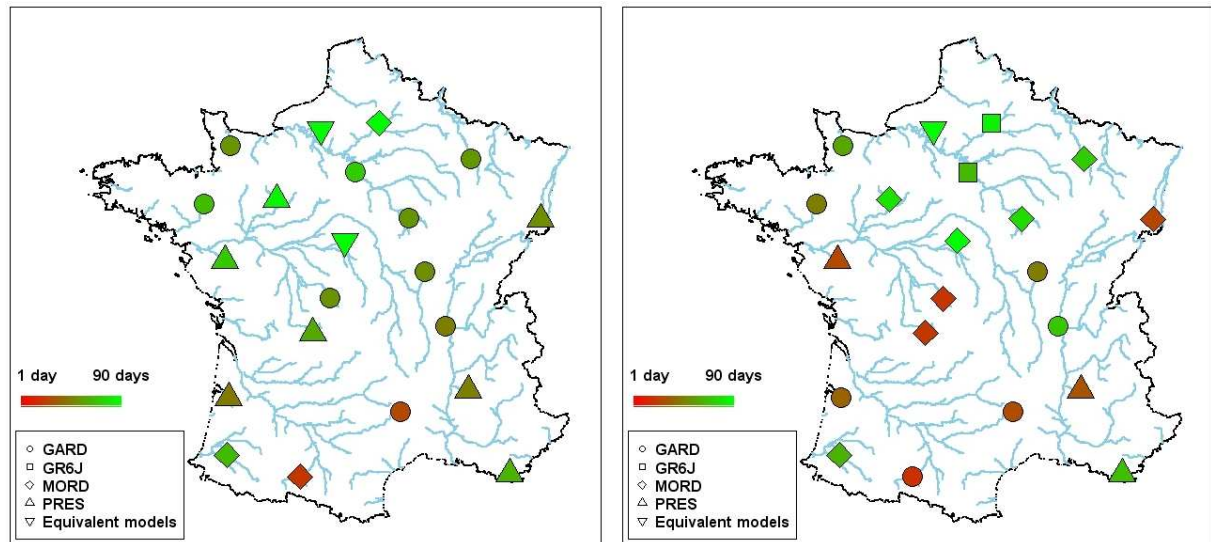 1 day 90 days
GARD
GR6J
MORD
PRES
Equivalent models
1 day 90 days
GARD
GR6J
MORD
PRES
Equivalent models